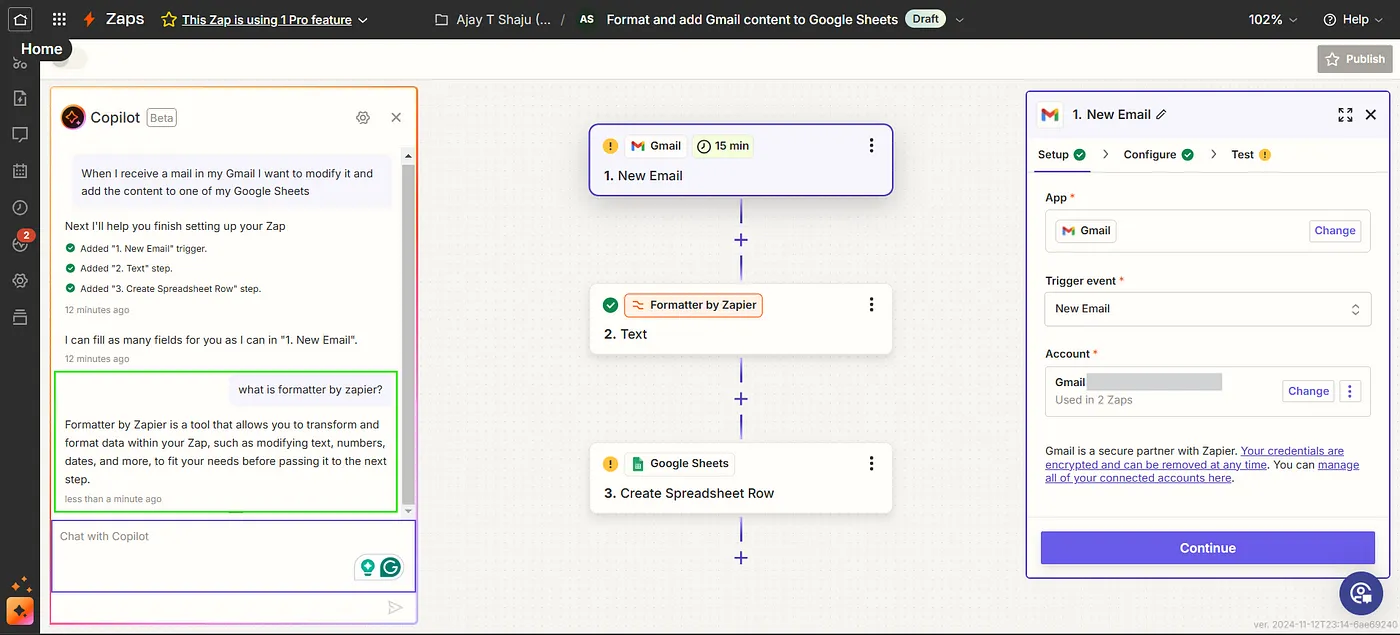 Zaps
This Zap is using 1 Pro feature
Ajay T Shaju (... / AS Format and add Gmail content to Google Sheets Draft
102%
Help
Home
Publish
2
Copilot Beta
When I receive a mail in my Gmail I want to modify it and
add the content to one of my Google Sheets
Next I'll help you finish setting up your Zap
Added "1. New Email" trigger.
Added "2. Text" step.
Added "3. Create Spreadsheet Row" step.
12 minutes ago
I can fill as many fields for you as I can in "1. New Email".
12 minutes ago
what is formatter by zapier?
Formatter by Zapier is a tool that allows you to transform and
format data within your Zap, such as modifying text, numbers,
dates, and more, to fit your needs before passing it to the next
step.
less than a minute ago
Chat with Copilot
Gmail 15 min
1. New Email
Formatter by Zapier
2. Text
Google Sheets
3. Create Spreadsheet Row
1. New Email
Setup Configure Test
App *
Gmail Change
Trigger event *
New Email
Account *
Gmail
Used in 2 Zaps
Change
Gmail is a secure partner with Zapier. Your credentials are
encrypted and can be removed at any time. You can manage
all of your connected accounts here.
Continue
ver. 2024-11-12T23:14-6ae69240